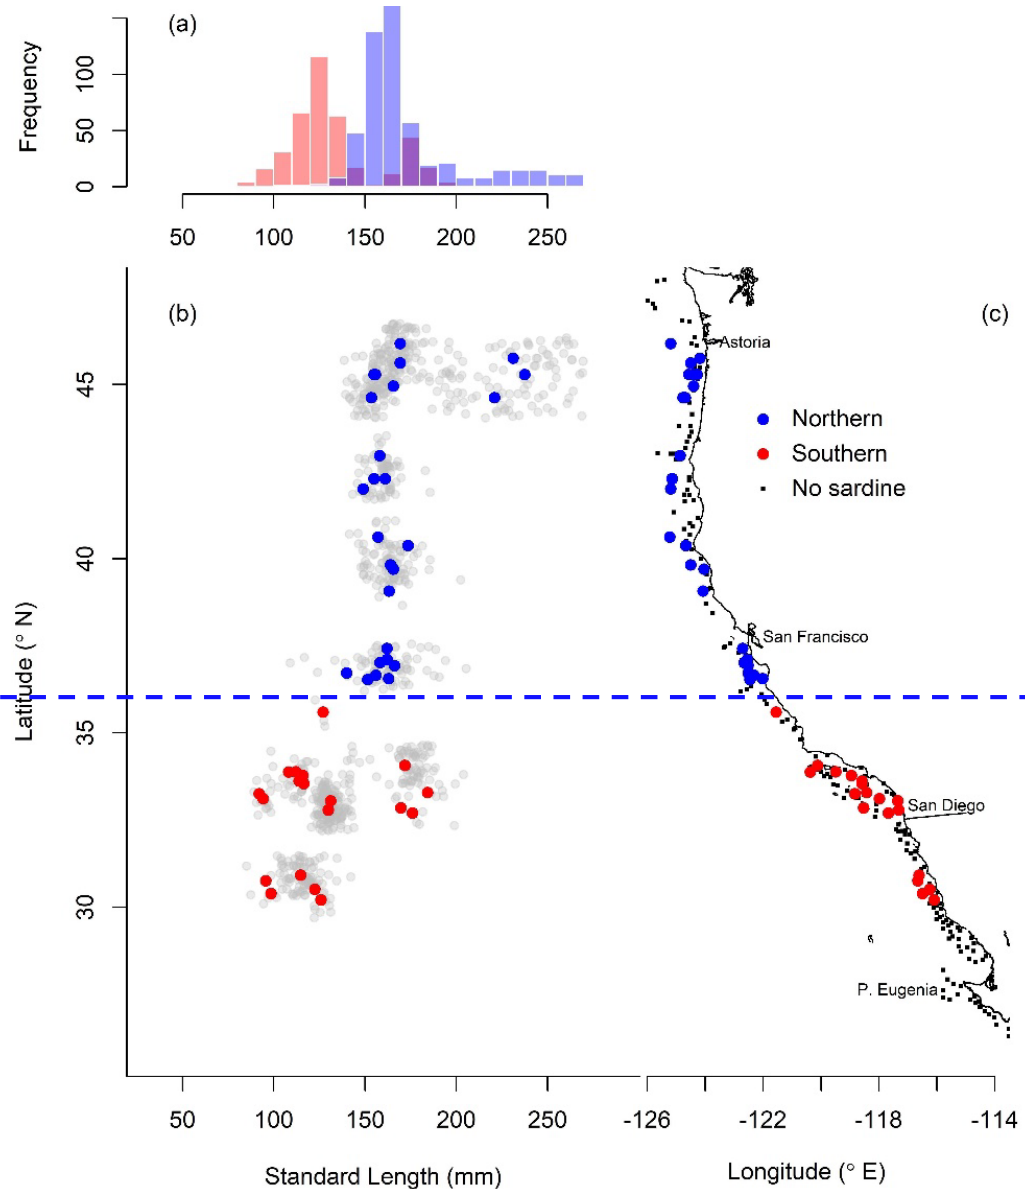 (a)
Frequency
100
50
0
50 100 150 200 250
(b)
(c)
Astoria
Northern
Southern
No sardine
San Francisco
San Diego
P. Eugenia
Latitude (° N)
45
40
35
30
50 100 150 200 250
-126 -122 -118 -114
Standard Length (mm)
Longitude (° E)